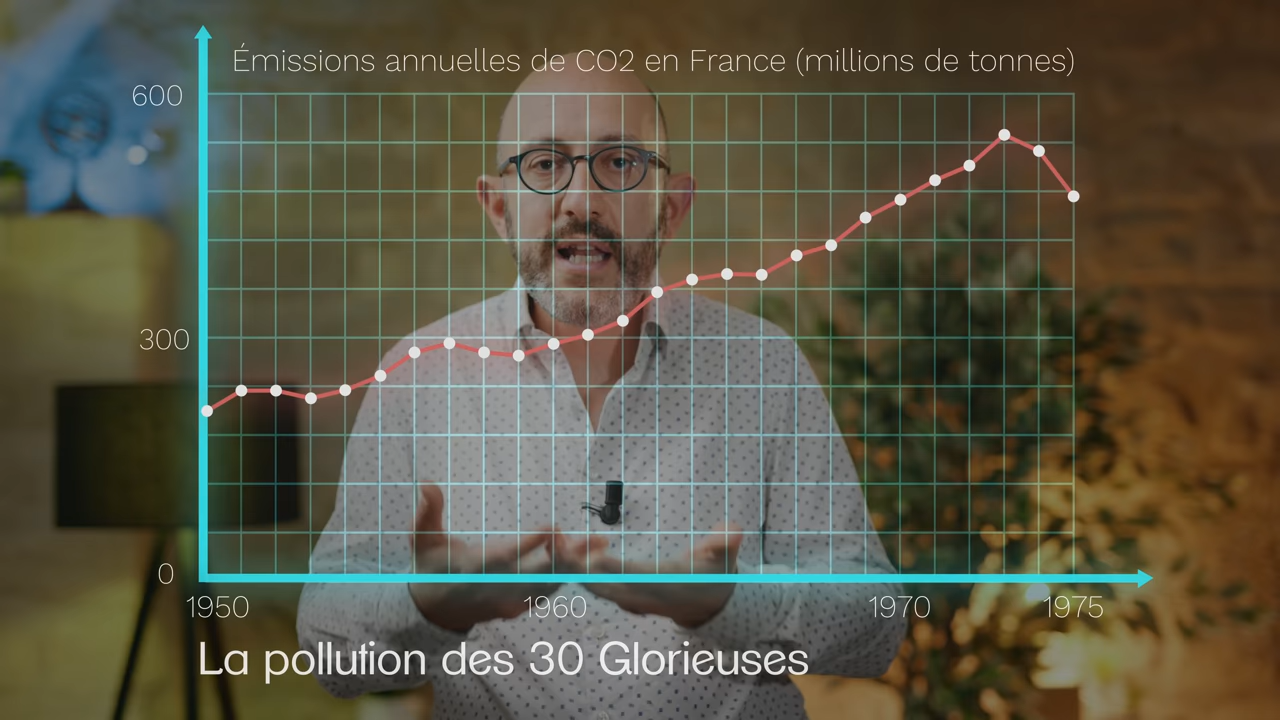 Émissions annuelles de CO2 en France (millions de tonnes)
600
300
0
1950 1960 1970 1975
La pollution des 30 Glorieuses